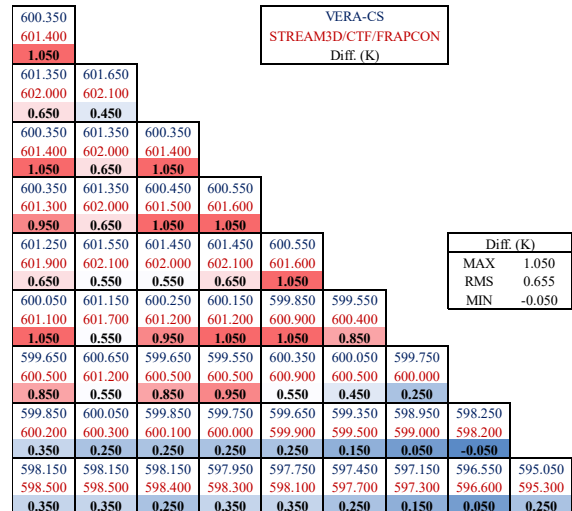 600.350 VERA-CS
601.400 STREAM3D/CTF/FRAPCON
1.050 Diff. (K)
601.350 601.650
602.000 602.100
0.650 0.450
600.350 601.350 600.350
601.400 602.000 601.400
1.050 0.650 1.050
600.350 601.350 600.450 600.550
601.300 602.000 601.500 601.600
0.950 0.650 1.050 1.050
601.250 601.550 601.450 601.450 600.550 Diff. (K)
601.900 602.100 602.000 602.100 601.600 MAX 1.050
0.650 0.550 0.550 0.650 1.050 RMS 0.655
600.050 601.150 600.250 600.150 599.850 599.550 MIN -0.050
601.100 601.700 601.200 601.200 600.900 600.400
1.050 0.550 0.950 1.050 1.050 0.850
599.650 600.650 599.650 599.550 600.350 600.050 599.750
600.500 601.200 600.500 600.500 600.900 600.500 600.000
0.850 0.550 0.850 0.950 0.550 0.450 0.250
599.850 600.050 599.850 599.750 599.650 599.350 598.950 598.250
600.200 600.300 600.100 600.000 599.900 599.500 599.000 598.200
0.350 0.250 0.250 0.250 0.250 0.150 0.050 -0.050
598.150 598.150 598.150 597.950 597.750 597.450 597.150 596.550 595.050
598.500 598.500 598.400 598.300 598.100 597.700 597.300 596.600 595.300
0.350 0.350 0.250 0.350 0.350 0.250 0.150 0.050 0.250